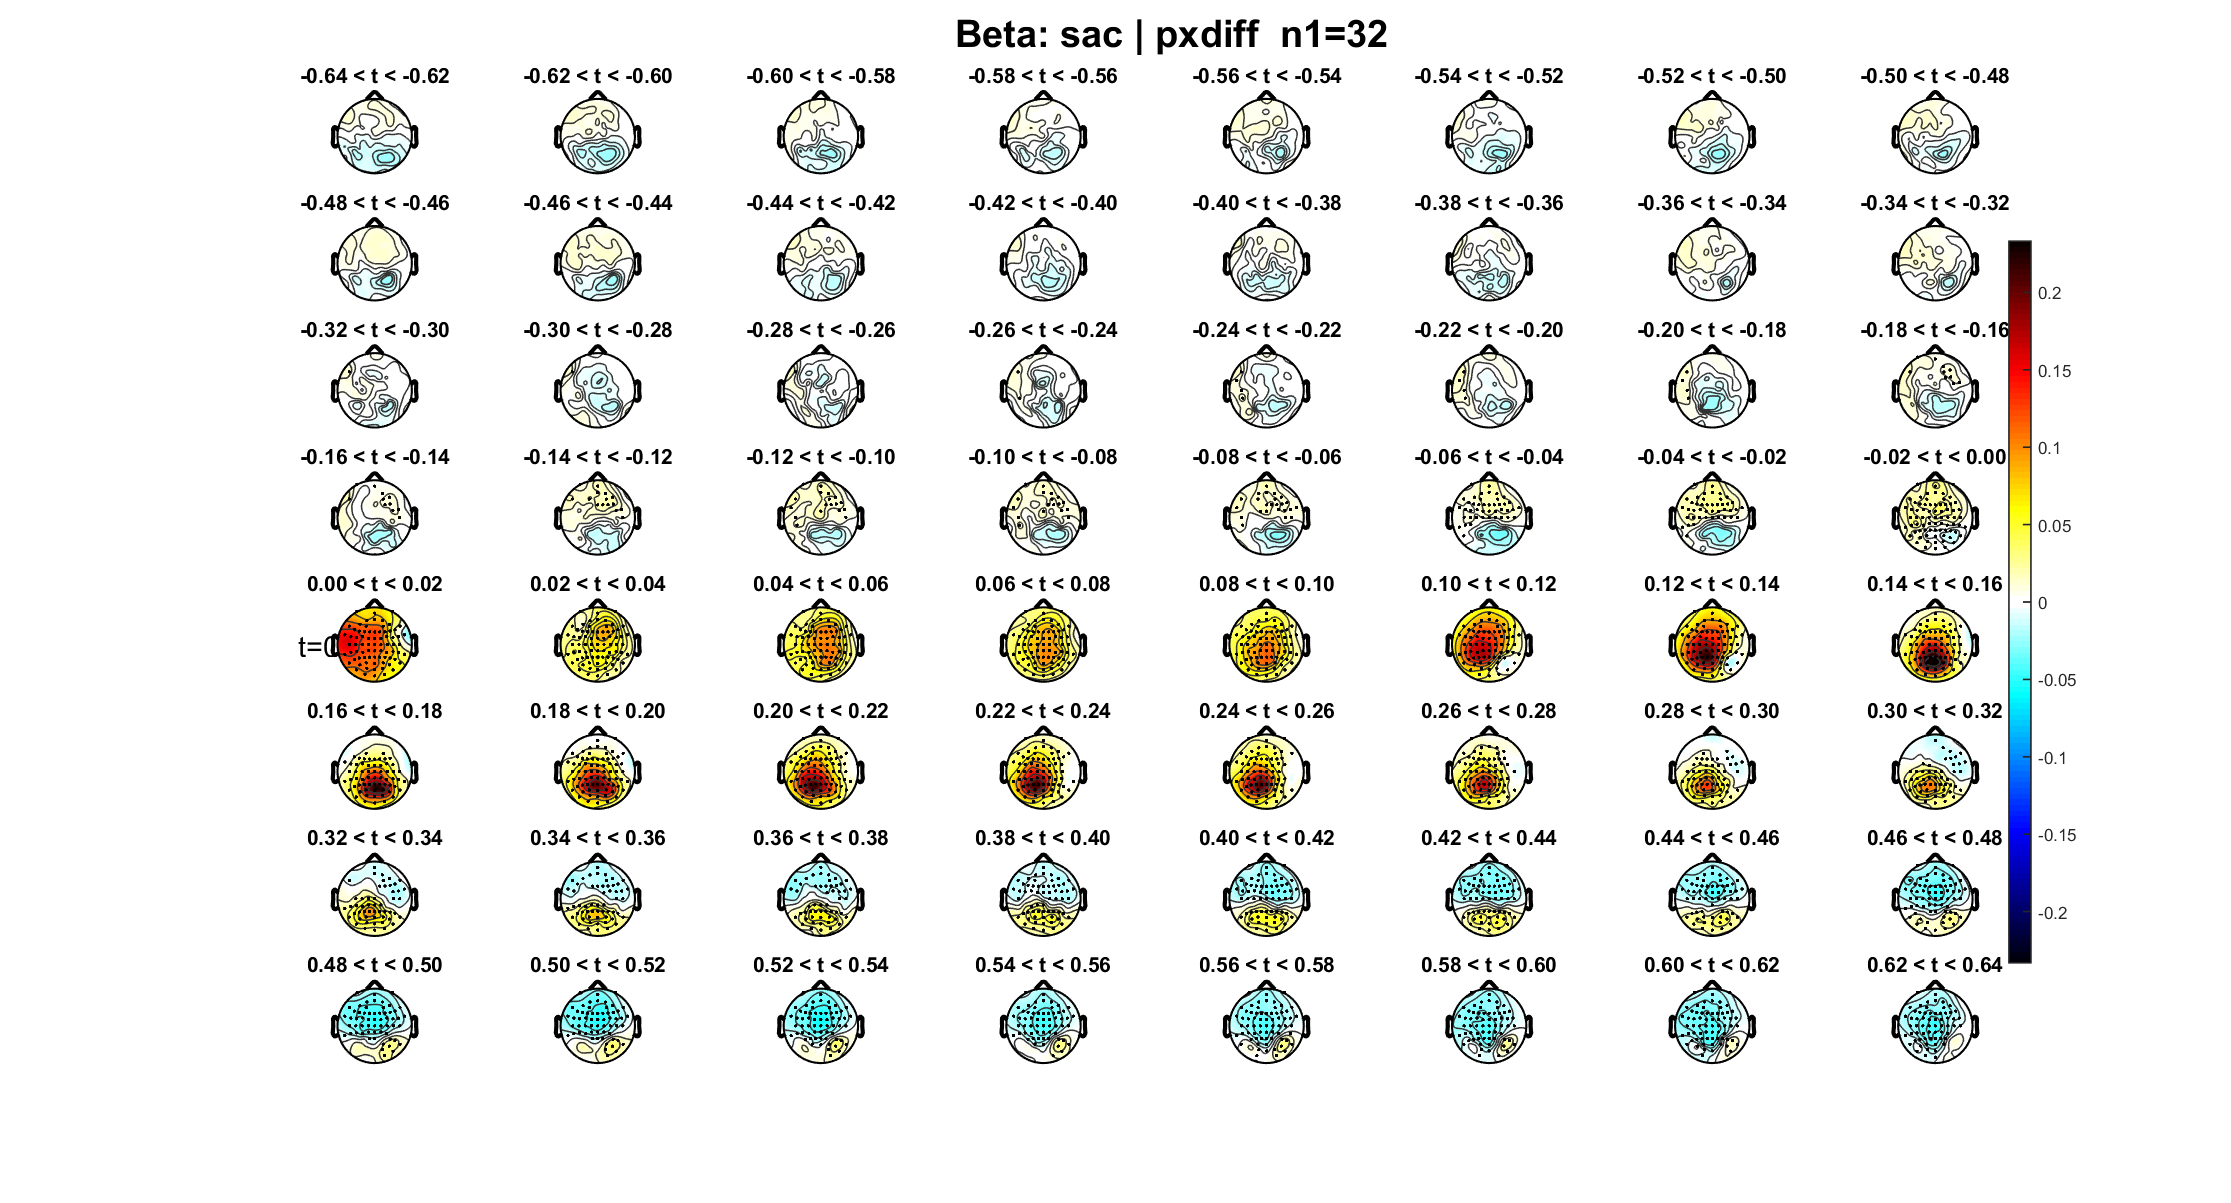 Beta: sac | pxdiff  n1=32
-0.64 < t < -0.62
-0.62 < t < -0.60
-0.60 < t < -0.58
-0.58 < t < -0.56
-0.56 < t < -0.54
-0.54 < t < -0.52
-0.52 < t < -0.50
-0.50 < t < -0.48
-0.48 < t < -0.46
-0.46 < t < -0.44
-0.44 < t < -0.42
-0.42 < t < -0.40
-0.40 < t < -0.38
-0.38 < t < -0.36
-0.36 < t < -0.34
-0.34 < t < -0.32
-0.32 < t < -0.30
-0.30 < t < -0.28
-0.28 < t < -0.26
-0.26 < t < -0.24
-0.24 < t < -0.22
-0.22 < t < -0.20
-0.20 < t < -0.18
-0.18 < t < -0.16
-0.16 < t < -0.14
-0.14 < t < -0.12
-0.12 < t < -0.10
-0.10 < t < -0.08
-0.08 < t < -0.06
-0.06 < t < -0.04
-0.04 < t < -0.02
-0.02 < t < 0.00
0.00 < t < 0.02
0.02 < t < 0.04
0.04 < t < 0.06
0.06 < t < 0.08
0.08 < t < 0.10
0.10 < t < 0.12
0.12 < t < 0.14
0.14 < t < 0.16
t=0
0.16 < t < 0.18
0.18 < t < 0.20
0.20 < t < 0.22
0.22 < t < 0.24
0.24 < t < 0.26
0.26 < t < 0.28
0.28 < t < 0.30
0.30 < t < 0.32
0.32 < t < 0.34
0.34 < t < 0.36
0.36 < t < 0.38
0.38 < t < 0.40
0.40 < t < 0.42
0.42 < t < 0.44
0.44 < t < 0.46
0.46 < t < 0.48
0.48 < t < 0.50
0.50 < t < 0.52
0.52 < t < 0.54
0.54 < t < 0.56
0.56 < t < 0.58
0.58 < t < 0.60
0.60 < t < 0.62
0.62 < t < 0.64
0.2
0.15
0.1
0.05
0
-0.05
-0.1
-0.15
-0.2